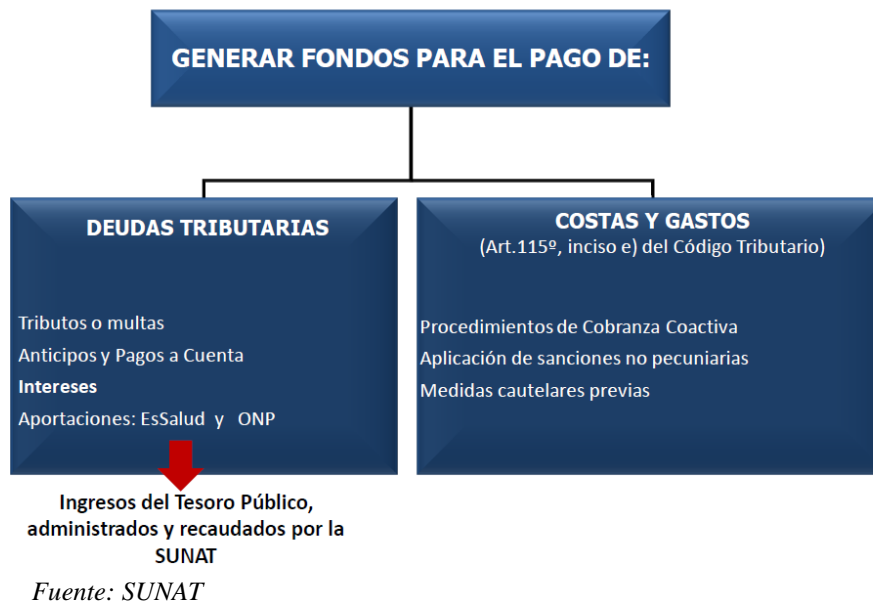 GENERAR FONDOS PARA EL PAGO DE:
DEUDAS TRIBUTARIAS
Tributos o multas
Anticipos y Pagos a Cuenta
Intereses
Aportaciones: EsSalud y ONP
COSTAS Y GASTOS
(Art.115º, inciso e) del Código Tributario)
Procedimientos de Cobranza Coactiva
Aplicación de sanciones no pecuniarias
Medidas cautelares previas
Ingresos del Tesoro Público,
administrados y recaudados por la
SUNAT
Fuente: SUNAT